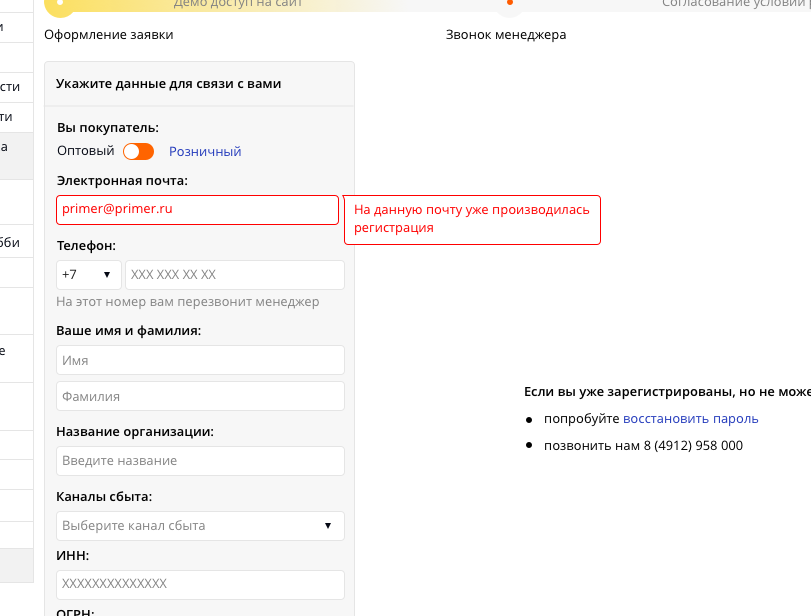 Демо доступ на сайт
Согласование условий
Оформление заявки
Звонок менеджера
и
сти
ти
а
бби
е
Укажите данные для связи с вами
Вы покупатель:
Оптовый Розничный
Электронная почта:
primer@primer.ru
На данную почту уже производилась
регистрация
Телефон:
+7 XXX XXX XX XX
На этот номер вам перезвонит менеджер
Ваше имя и фамилия:
Имя
Фамилия
Название организации:
Введите название
Каналы сбыта:
Выберите канал сбыта
ИНН:
XXXXXXXXXXXXXX
ОГРН:
Если вы уже зарегистрированы, но не може
попробуйте восстановить пароль
позвонить нам 8 (4912) 958 000